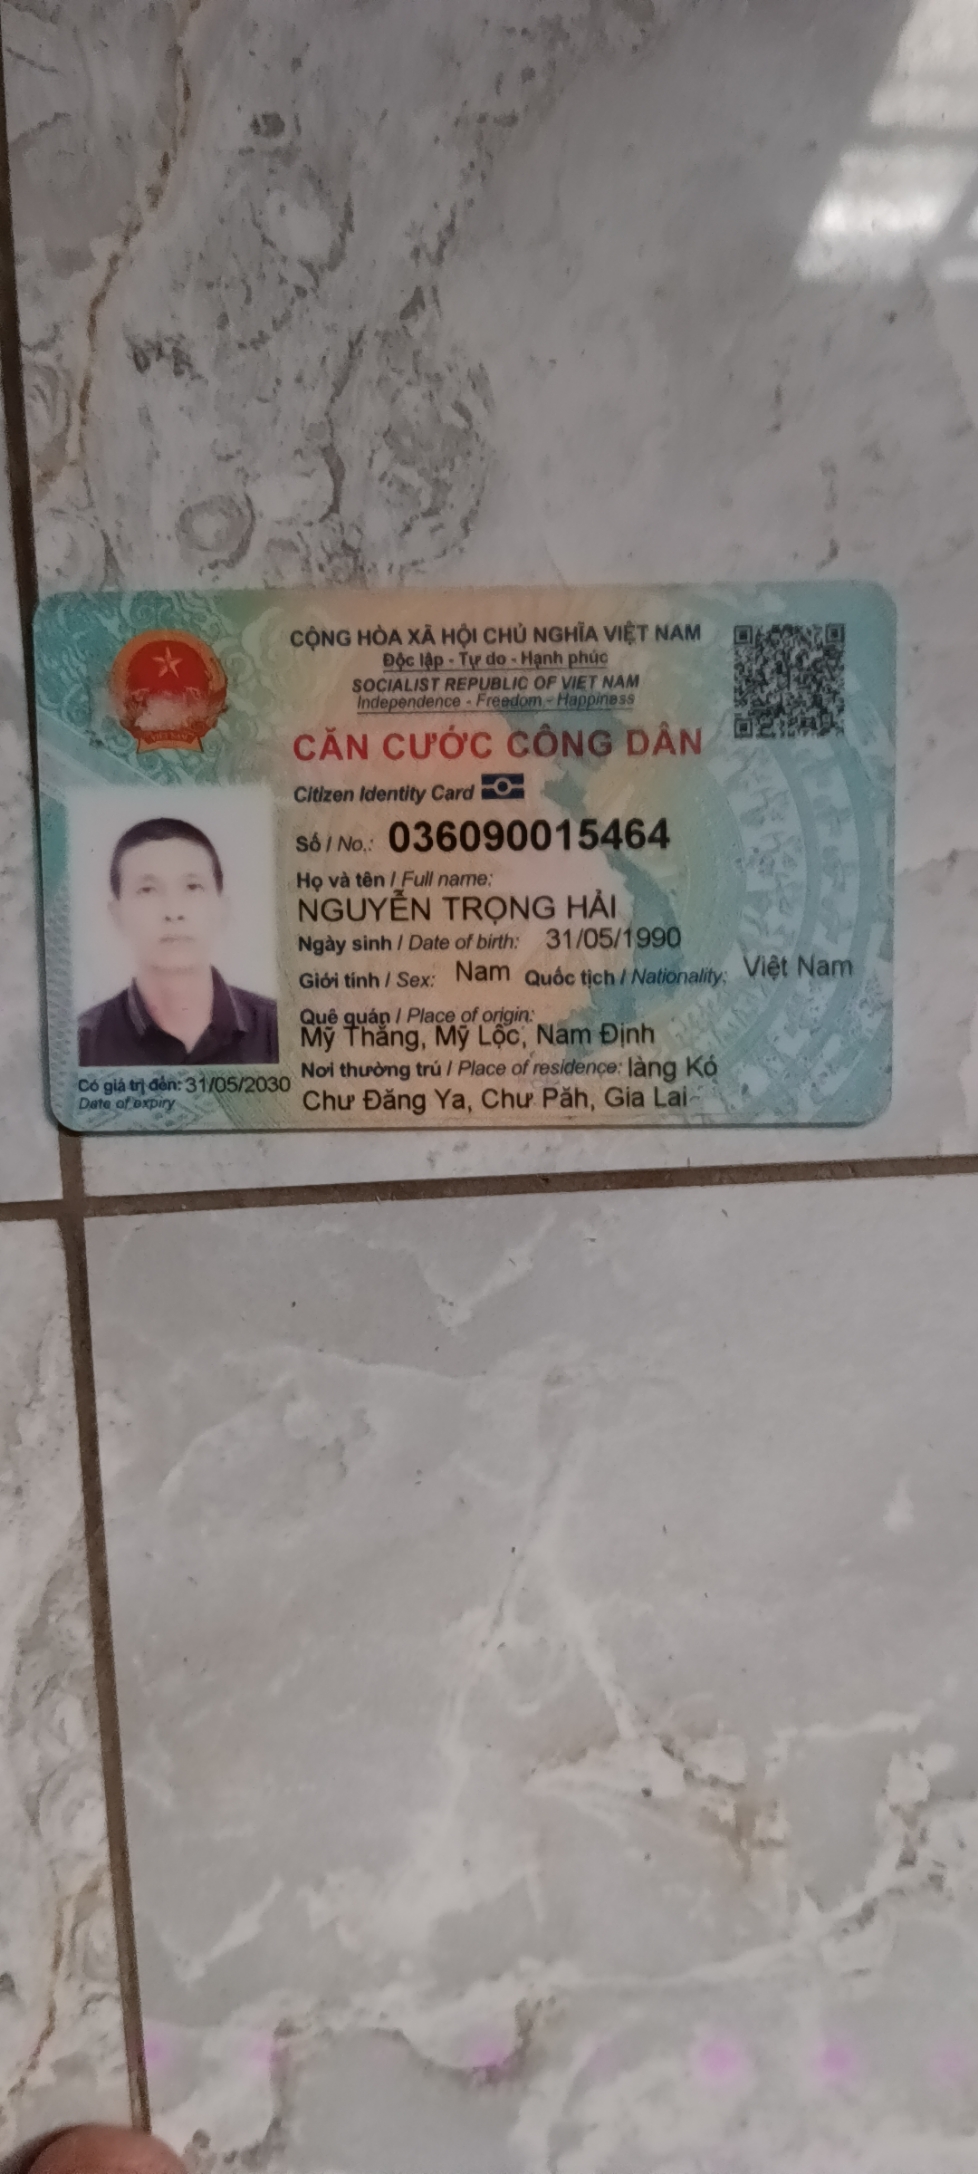 CỘNG HÒA XÃ HỘI CHỦ NGHĨA VIỆT NAM
Độc lập - Tự do - Hạnh phúc
SOCIALIST REPUBLIC OF VIET NAM
Independence - Freedom - Happiness
CĂN CƯỚC CÔNG DÂN
Citizen Identity Card
Số / No.: 036090015464
Họ và tên / Full name:
NGUYỄN TRỌNG HẢI
Ngày sinh / Date of birth: 31/05/1990
Giới tính / Sex: Nam Quốc tịch / Nationality: Việt Nam
Quê quán / Place of origin:
Mỹ Thắng, Mỹ Lộc, Nam Định
Nơi thường trú / Place of residence: làng Kó
Chư Đăng Ya, Chư Păh, Gia Lai
Có giá trị đến: 31/05/2030
Date of expiry